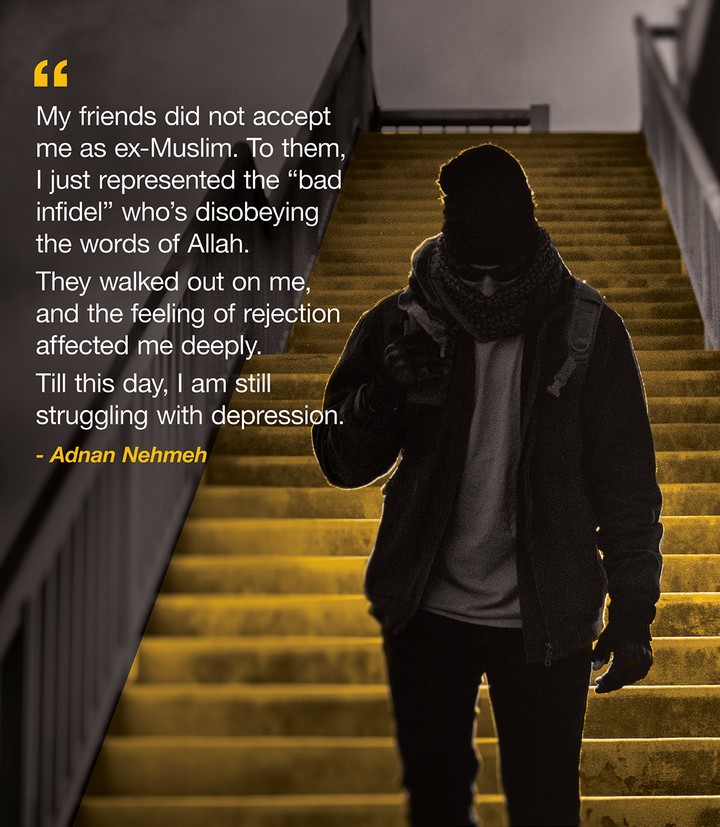 “
My friends did not accept
me as ex-Muslim. To them,
I just represented the “bad
infidel” who’s disobeying
the words of Allah.
They walked out on me,
and the feeling of rejection
affected me deeply.
Till this day, I am still
struggling with depression.
- Adnan Nehmeh